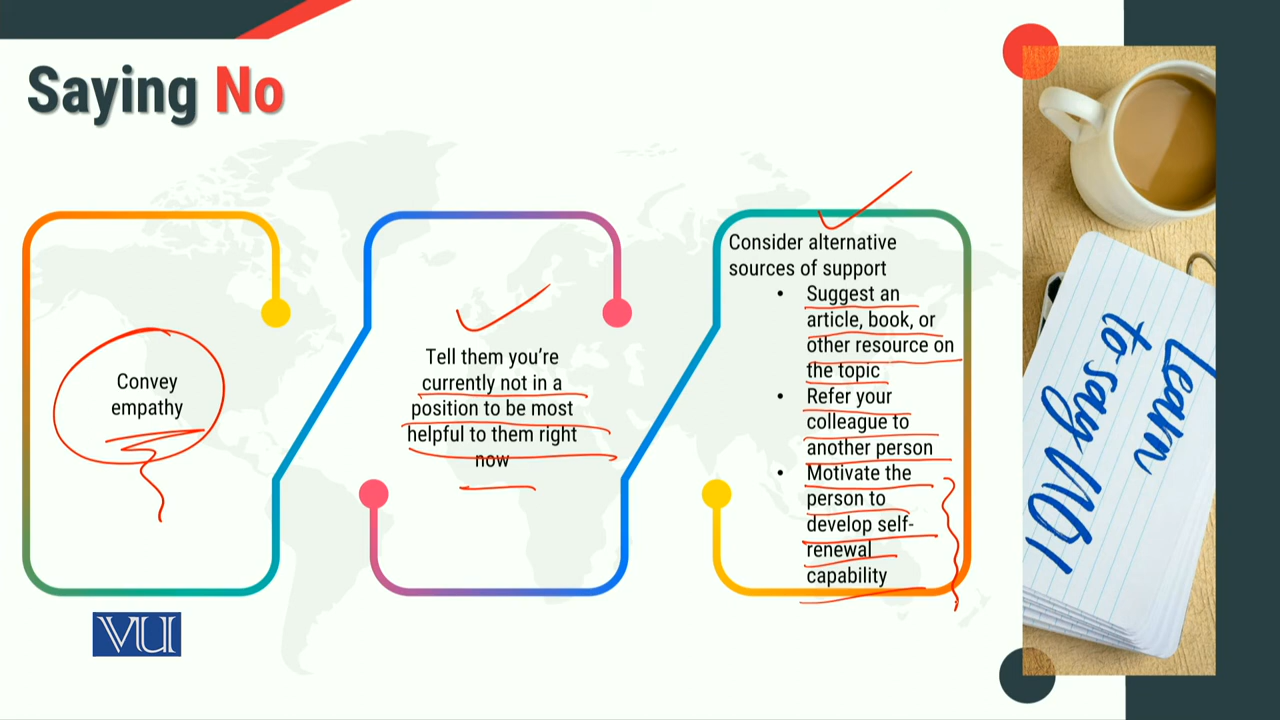 Saying No
Convey
empathy
Tell them you’re
currently not in a
position to be most
helpful to them right
now
Consider alternative
sources of support
• Suggest an
article, book, or
other resource on
the topic
• Refer your
colleague to
another person
• Motivate the
person to
develop self-
renewal
capability
Learn
to say NO!
VU